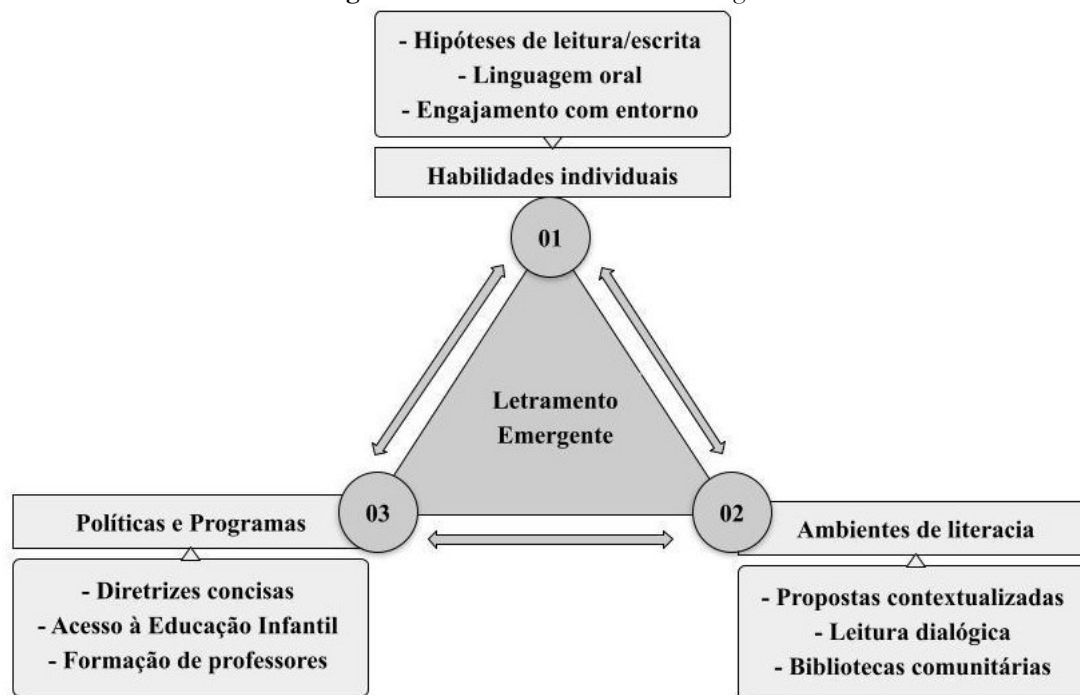 - Hipóteses de leitura/escrita
- Linguagem oral
- Engajamento com entorno
Habilidades individuais
01
Letramento
Emergente
03
02
Políticas e Programas
- Diretrizes concisas
- Acesso à Educação Infantil
- Formação de professores
Ambientes de literacia
- Propostas contextualizadas
- Leitura dialógica
- Bibliotecas comunitárias